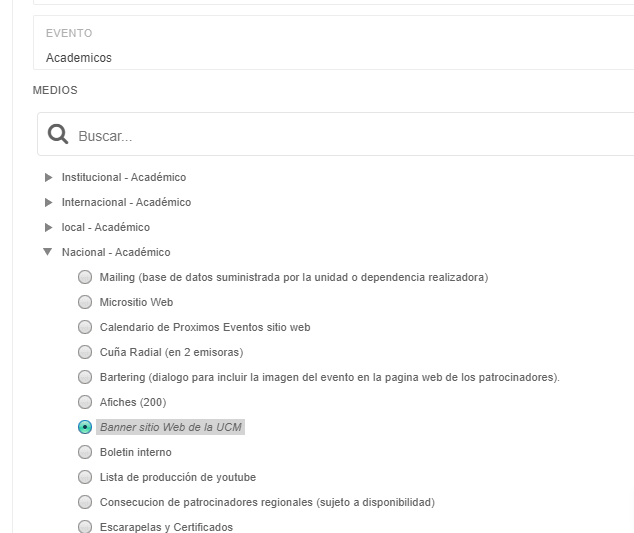 EVENTO
Academicos
MEDIOS
Buscar...
Institucional - Académico
Internacional - Académico
local - Académico
Nacional - Académico
Mailing (base de datos suministrada por la unidad o dependencia realizadora)
Micrositio Web
Calendario de Proximos Eventos sitio web
Cuña Radial (en 2 emisoras)
Bartering (dialogo para incluir la imagen del evento en la pagina web de los patrocinadores).
Afiches (200)
Banner sitio Web de la UCM
Boletin interno
Lista de producción de youtube
Consecucion de patrocinadores regionales (sujeto a disponibilidad)
Escarapelas y Certificados